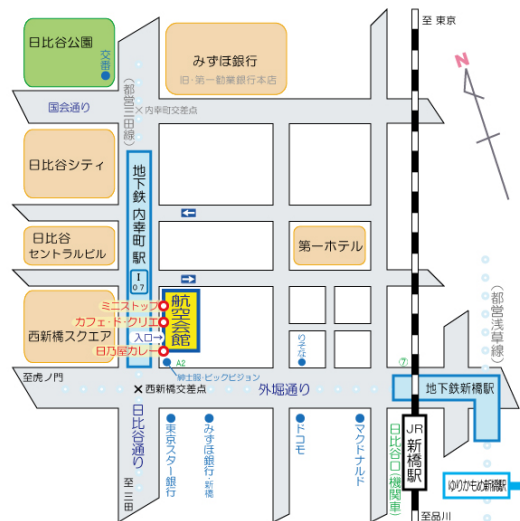 至 東京
日比谷公園
交番
みずほ銀行
旧・第一勧業銀行本店
N
(都営三田線)
国会通り
×内幸町交差点
日比谷シティ
地下鉄 内幸町駅
I
07
←
日比谷
セントラルビル
第一ホテル
→
ミニストップ
カフェ・ド・クリエ
入口→
日乃屋カレー
航空会館
西新橋スクエア
りそな
(都営浅草線)
A2
紳士服・ビックビジョン
⑦
至虎ノ門
×西新橋交差点
外堀通り
地下鉄新橋駅
日比谷通り
東京スター銀行
みずほ銀行・新橋
ドコモ
マクドナルド
日比谷口(機関車)
JR
新橋駅
ゆりかもめ新橋駅
至 三田
至品川